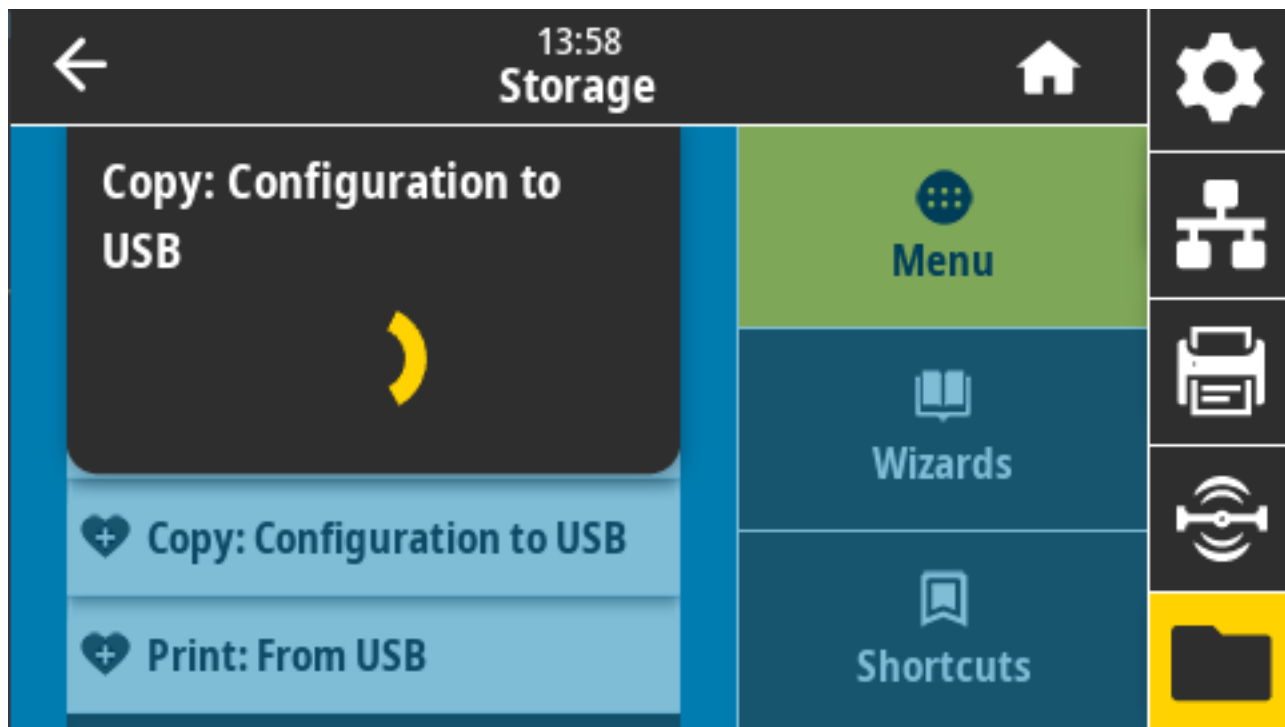 13:58
Storage
Copy: Configuration to
USB
Copy: Configuration to USB
Print: From USB
Menu
Wizards
Shortcuts